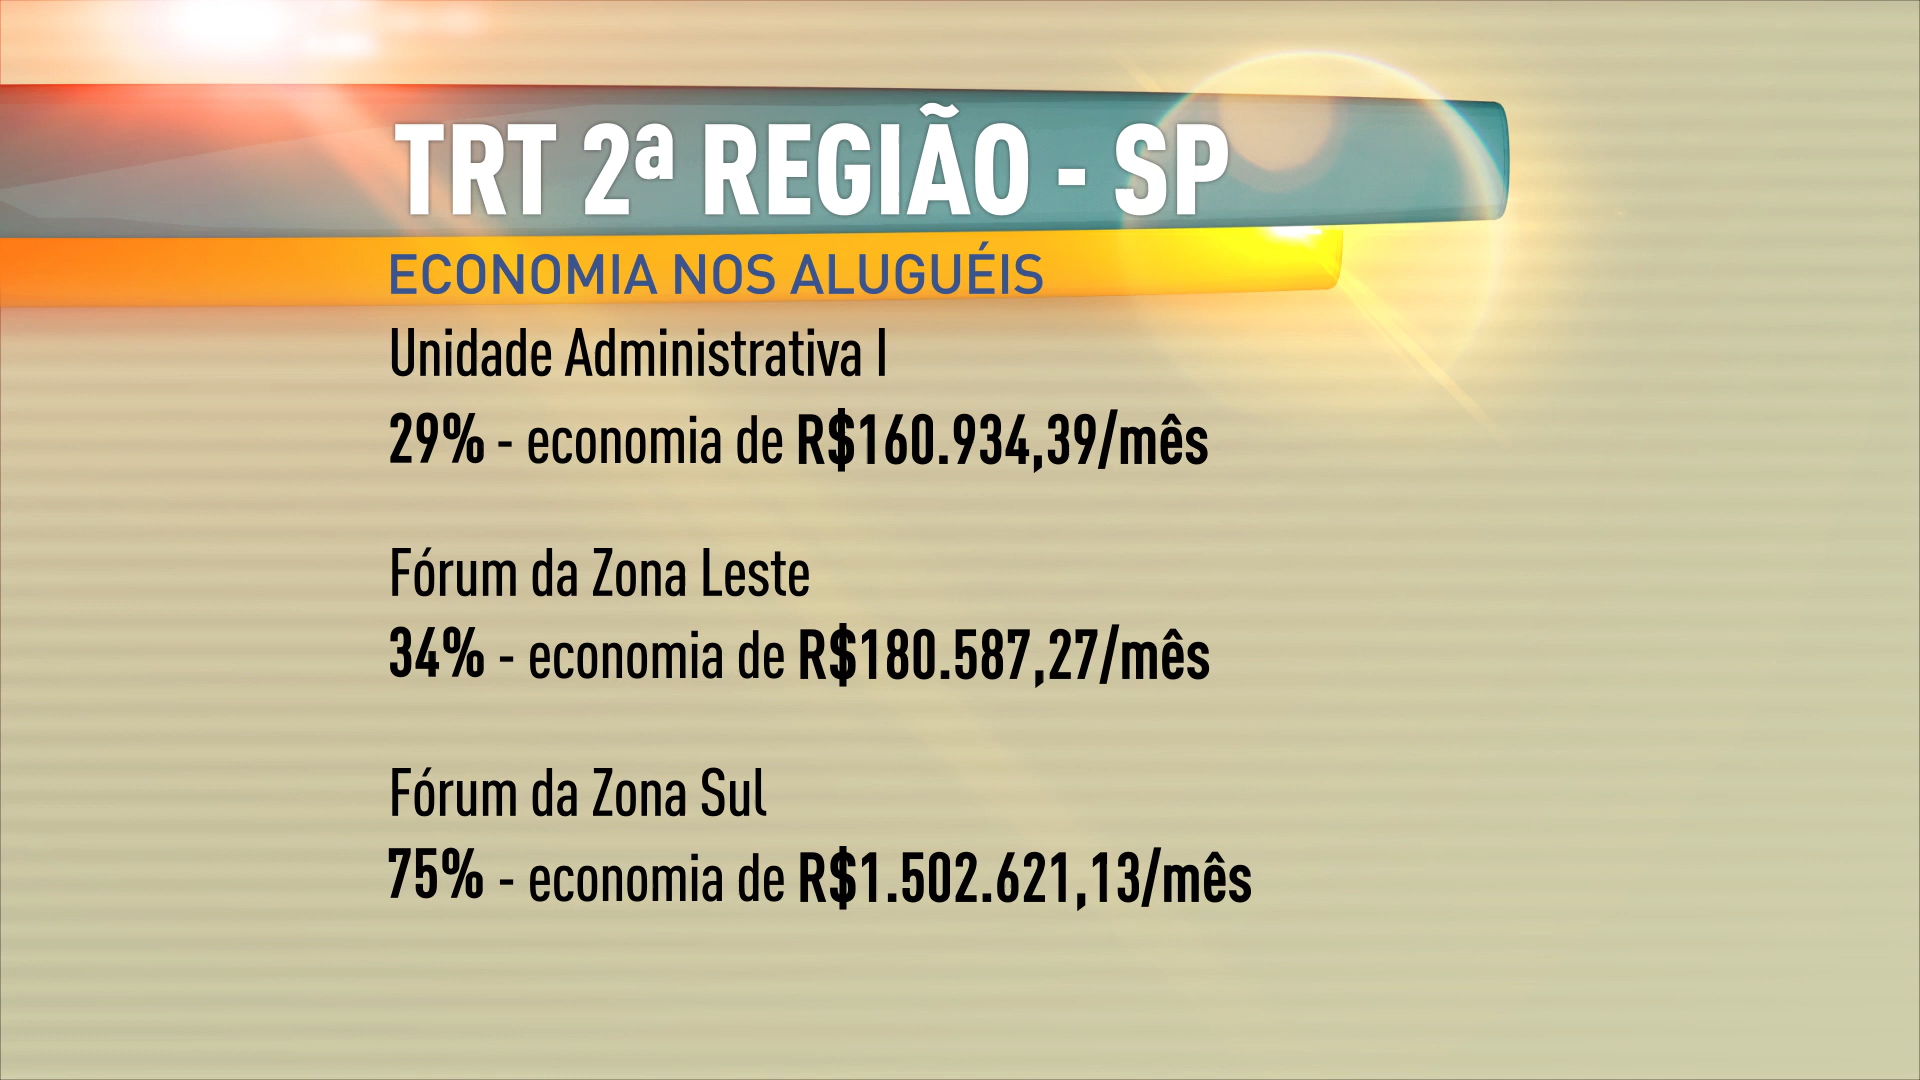 TRT 2ª REGIÃO - SP
ECONOMIA NOS ALUGUÉIS
Unidade Administrativa I
29% - economia de R$160.934,39/mês
Fórum da Zona Leste
34% - economia de R$180.587,27/mês
Fórum da Zona Sul
75% - economia de R$1.502.621,13/mês